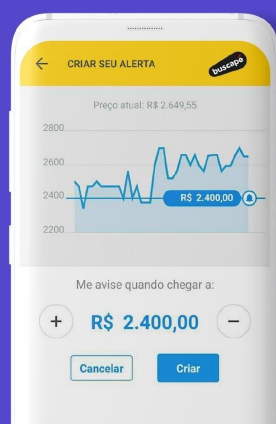 CRIAR SEU ALERTA
buscapé
Preço atual: R$ 2.649,55
2800
2600
2400
R$ 2.400,00
2200
Me avise quando chegar a:
+ R$ 2.400,00 −
Cancelar
Criar